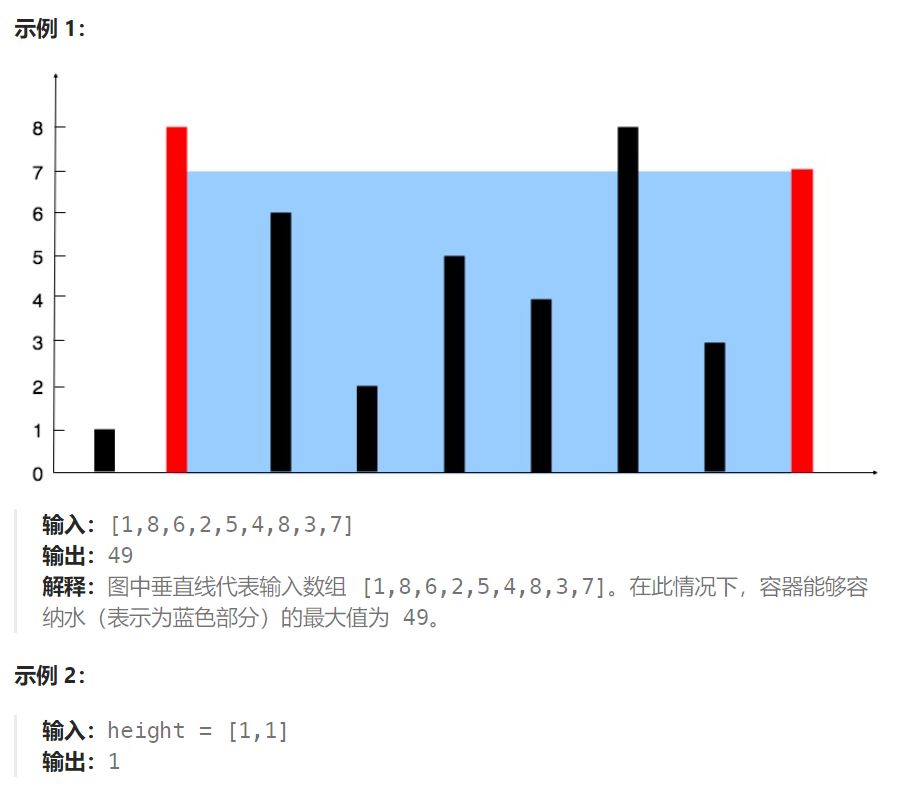 示例 1：
8
7
6
5
4
3
2
1
0
输入：[1,8,6,2,5,4,8,3,7]
输出：49
解释：图中垂直线代表输入数组 [1,8,6,2,5,4,8,3,7]。在此情况下，容器能够容
纳水（表示为蓝色部分）的最大值为 49。
示例 2：
输入：height = [1,1]
输出：1